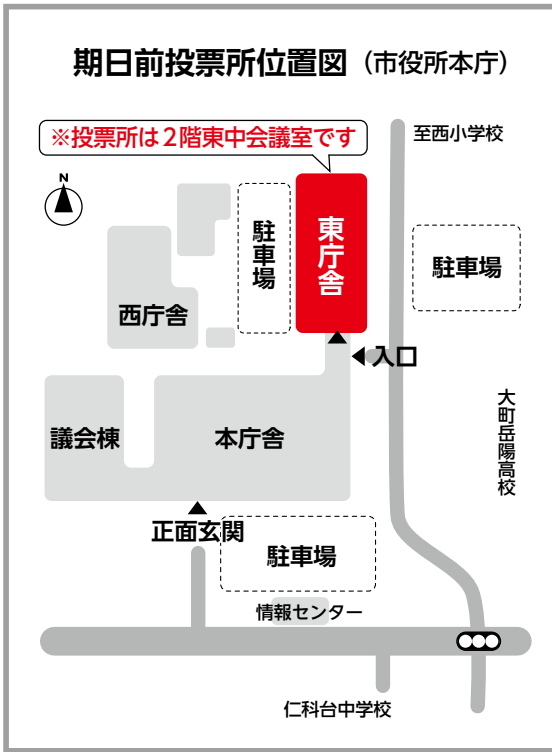 期日前投票所位置図（市役所本庁）
※投票所は２階東中会議室です
至西小学校
N
駐車場
東庁舎
駐車場
西庁舎
入口
議会棟
本庁舎
大町岳陽高校
正面玄関
駐車場
情報センター
仁科台中学校